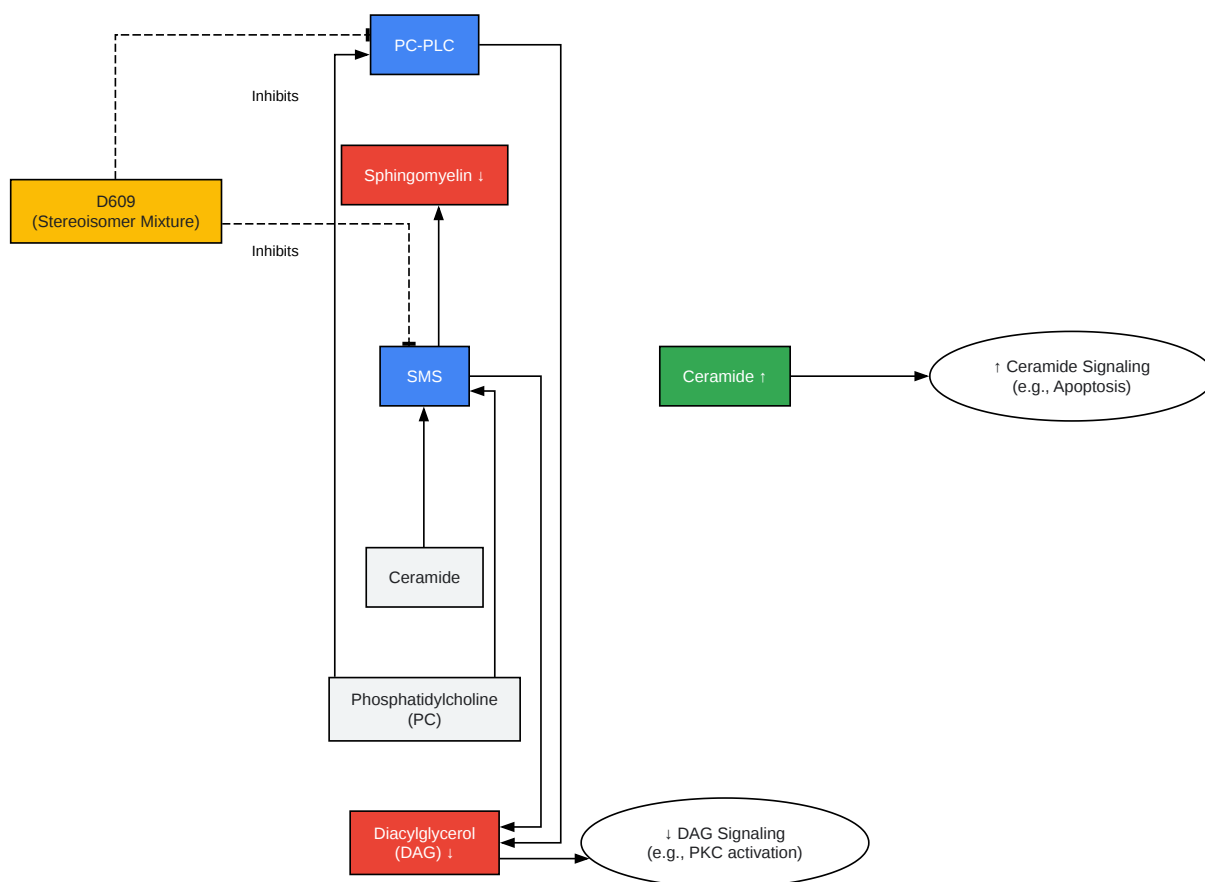 PC-PLC
Inhibits
Sphingomyelin ↓
D609
(Stereoisomer Mixture)
Inhibits
SMS
Ceramide ↑
↑ Ceramide Signaling
(e.g., Apoptosis)
Ceramide
Phosphatidylcholine
(PC)
Diacylglycerol
(DAG) ↓
↓ DAG Signaling
(e.g., PKC activation)